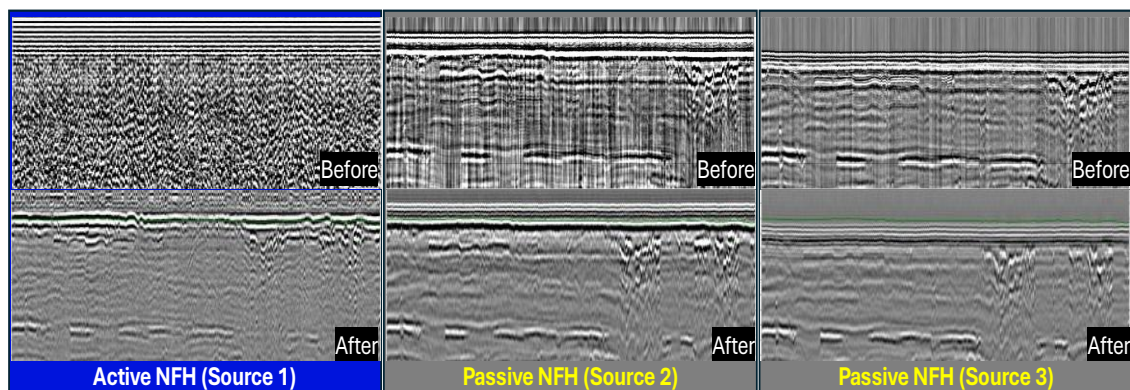 Before
Before
Before
After
After
After
Active NFH (Source 1)
Passive NFH (Source 2)
Passive NFH (Source 3)